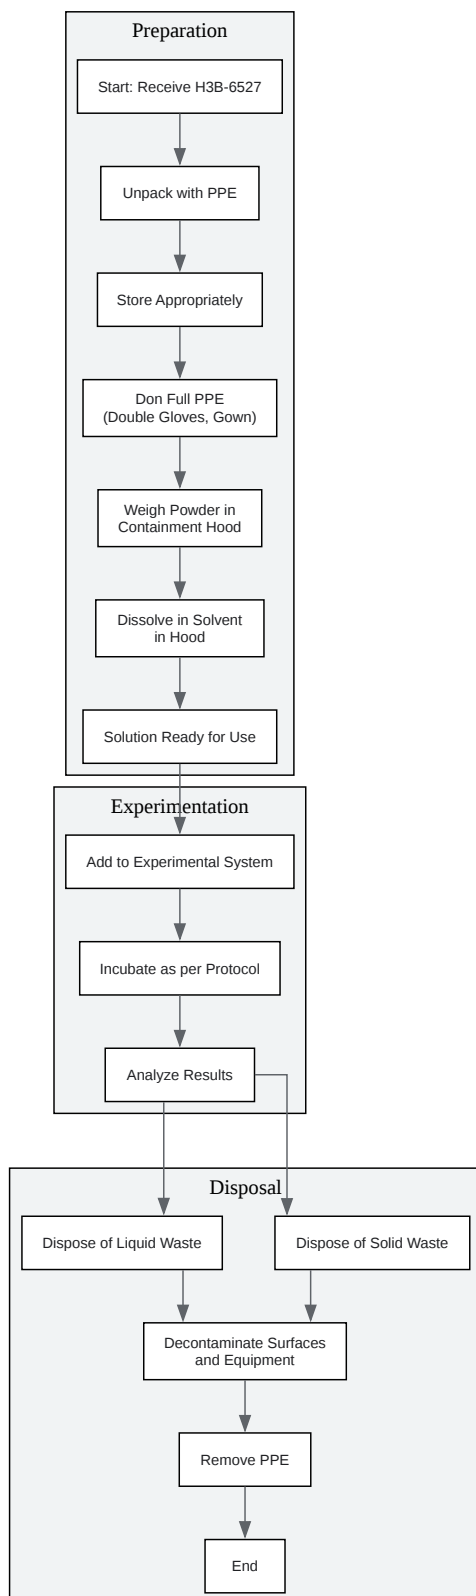 Preparation
Start: Receive H3B-6527
Unpack with PPE
Store Appropriately
Don Full PPE
(Double Gloves, Gown)
Weigh Powder in
Containment Hood
Dissolve in Solvent
in Hood
Solution Ready for Use
Experimentation
Add to Experimental System
Incubate as per Protocol
Analyze Results
Disposal
Dispose of Liquid Waste
Dispose of Solid Waste
Decontaminate Surfaces
and Equipment
Remove PPE
End